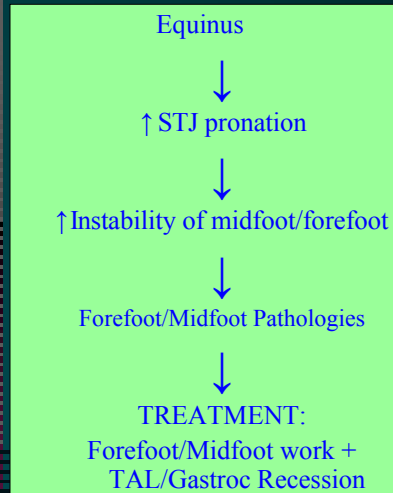 Equinus
↓
↑ STJ pronation
↓
↑ Instability of midfoot/forefoot
↓
Forefoot/Midfoot Pathologies
↓
TREATMENT:
Forefoot/Midfoot work +
TAL/Gastroc Recession